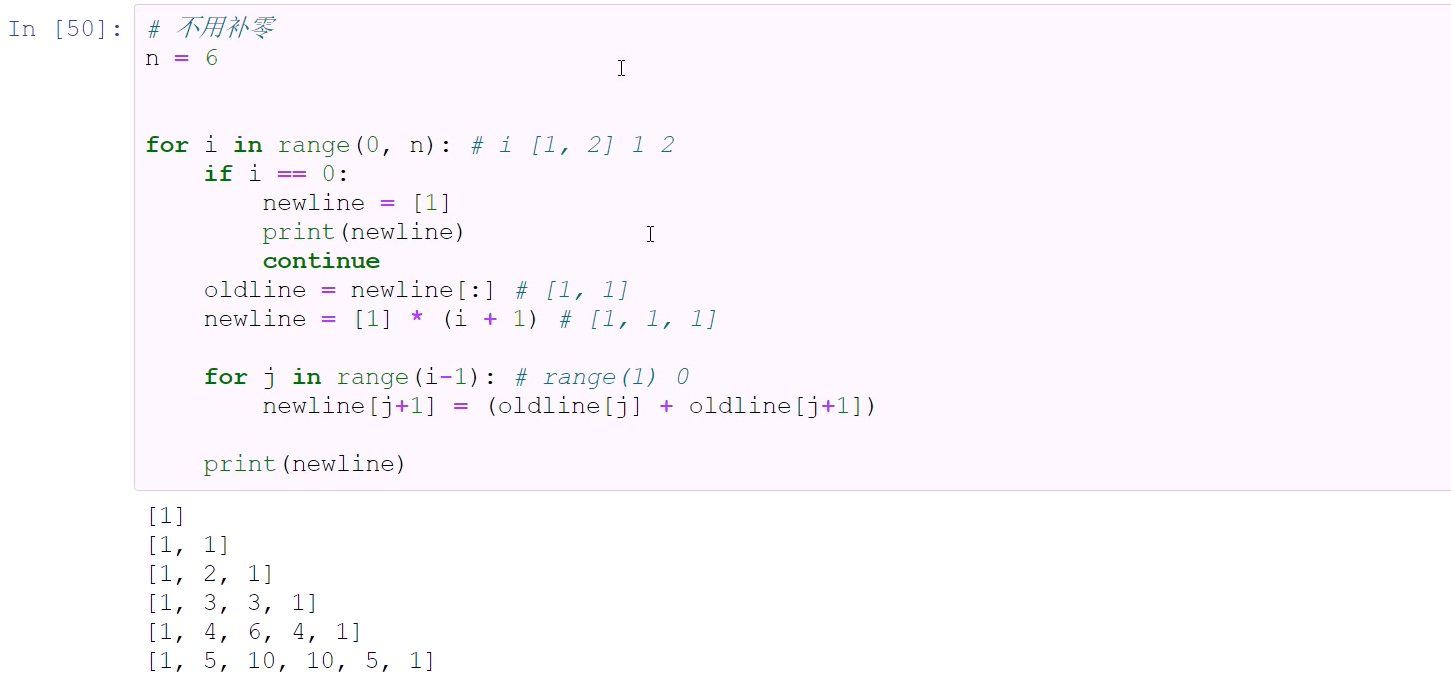 In [50]: # 不用补零
n = 6
for i in range(0, n): # i [1, 2] 1 2
    if i == 0:
        newline = [1]
        print(newline)
        continue
    oldline = newline[:] # [1, 1]
    newline = [1] * (i + 1) # [1, 1, 1]
    for j in range(i-1): # range(1) 0
        newline[j+1] = (oldline[j] + oldline[j+1])
    print(newline)
[1]
[1, 1]
[1, 2, 1]
[1, 3, 3, 1]
[1, 4, 6, 4, 1]
[1, 5, 10, 10, 5, 1]